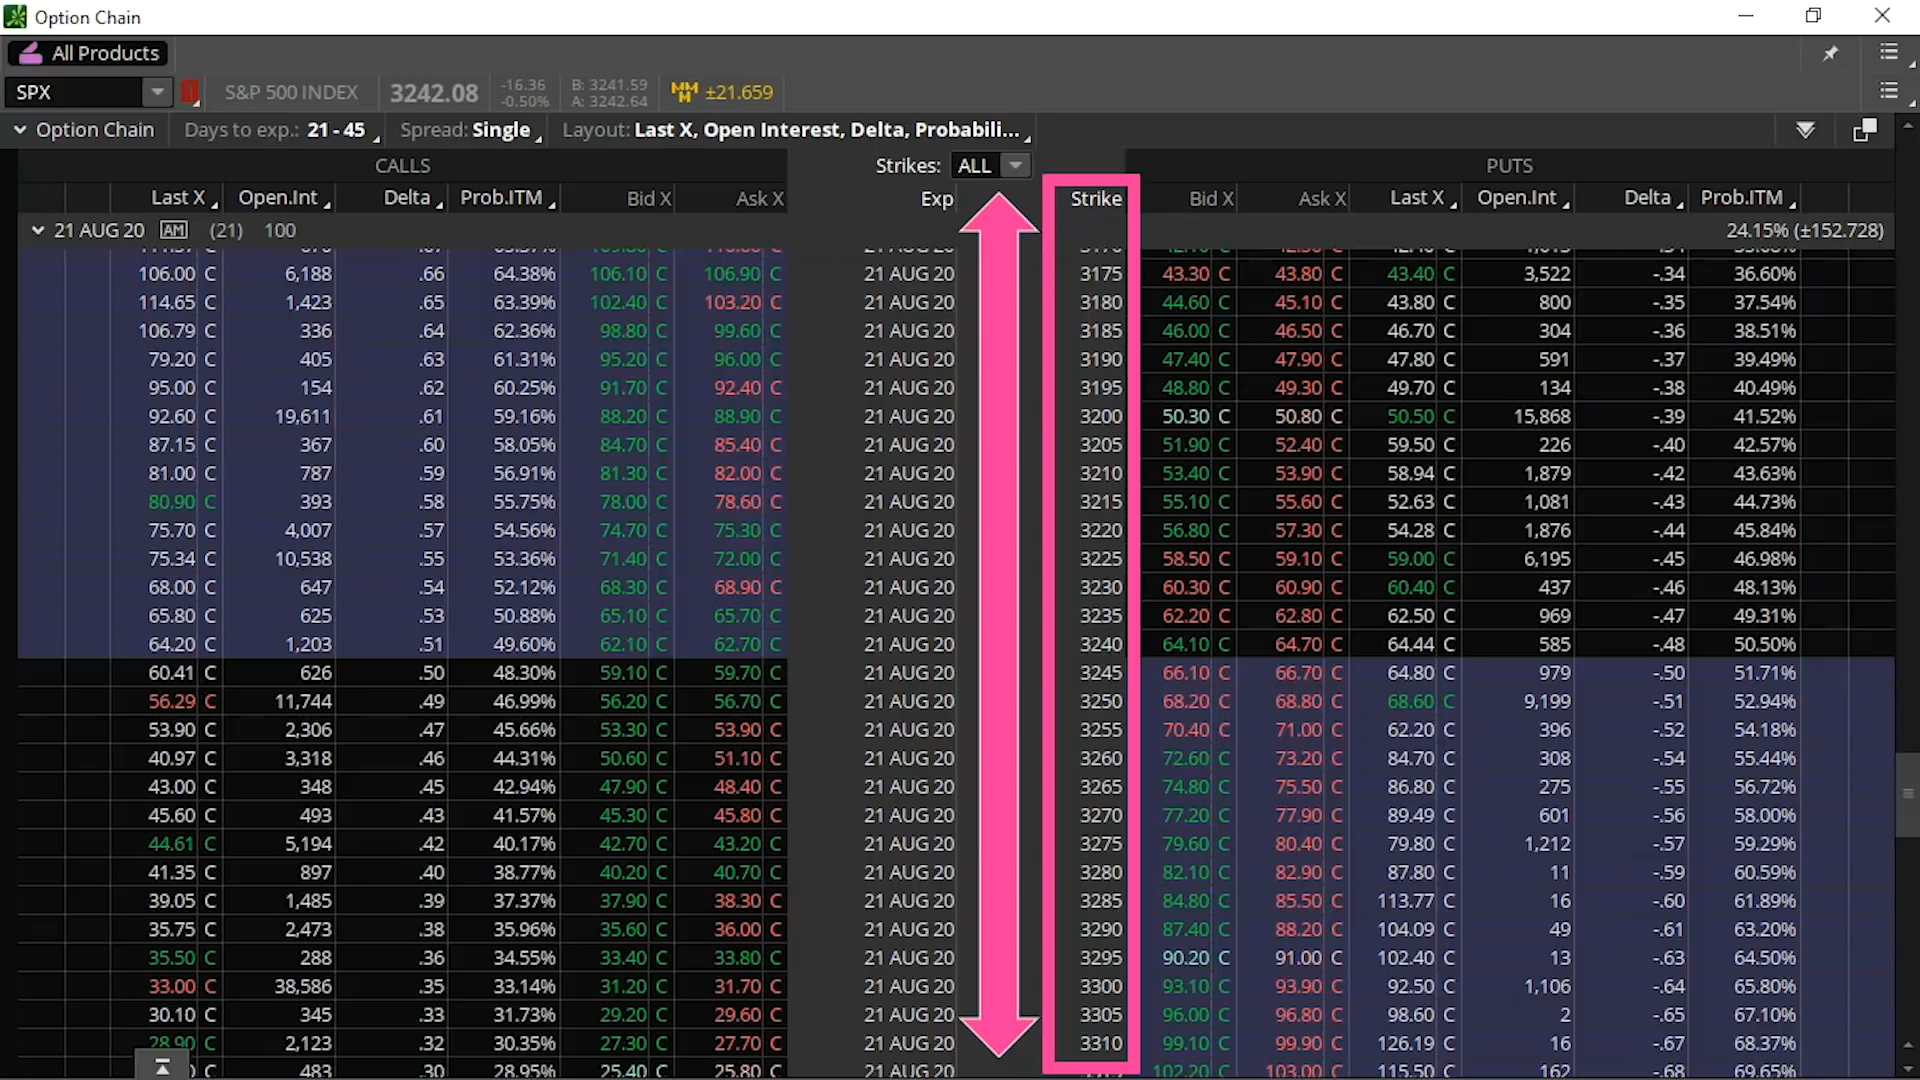 Option Chain
All Products
SPX S&P 500 INDEX 3242.08 -16.36 -0.50% B: 3241.59 A: 3242.64 ±21.659
Option Chain Days to exp.: 21 - 45 Spread: Single Layout: Last X, Open Interest, Delta, Probabili...
CALLS Strikes: ALL PUTS
Last X Open.Int Delta Prob.ITM Bid X Ask X Exp Strike Bid X Ask X Last X Open.Int Delta Prob.ITM
21 AUG 20 AM (21) 100 24.15% (±152.728)
106.00 C 6,188 .66 64.38% 106.10 C 106.90 C 21 AUG 20 3175 43.30 C 43.80 C 43.40 C 3,522 -.34 36.60%
114.65 C 1,423 .65 63.39% 102.40 C 103.20 C 21 AUG 20 3180 44.60 C 45.10 C 43.80 C 800 -.35 37.54%
106.79 C 336 .64 62.36% 98.80 C 99.60 C 21 AUG 20 3185 46.00 C 46.50 C 46.70 C 304 -.36 38.51%
79.20 C 405 .63 61.31% 95.20 C 96.00 C 21 AUG 20 3190 47.40 C 47.90 C 47.80 C 591 -.37 39.49%
95.00 C 154 .62 60.25% 91.70 C 92.40 C 21 AUG 20 3195 48.80 C 49.30 C 49.70 C 134 -.38 40.49%
92.60 C 19,611 .61 59.16% 88.20 C 88.90 C 21 AUG 20 3200 50.30 C 50.80 C 50.50 C 15,868 -.39 41.52%
87.15 C 367 .60 58.05% 84.70 C 85.40 C 21 AUG 20 3205 51.90 C 52.40 C 59.50 C 226 -.40 42.57%
81.00 C 787 .59 56.91% 81.30 C 82.00 C 21 AUG 20 3210 53.40 C 53.90 C 58.94 C 1,879 -.42 43.63%
80.90 C 393 .58 55.75% 78.00 C 78.60 C 21 AUG 20 3215 55.10 C 55.60 C 52.63 C 1,081 -.43 44.73%
75.70 C 4,007 .57 54.56% 74.70 C 75.30 C 21 AUG 20 3220 56.80 C 57.30 C 54.28 C 1,876 -.44 45.84%
75.34 C 10,538 .55 53.36% 71.40 C 72.00 C 21 AUG 20 3225 58.50 C 59.10 C 59.00 C 6,195 -.45 46.98%
68.00 C 647 .54 52.12% 68.30 C 68.90 C 21 AUG 20 3230 60.30 C 60.90 C 60.40 C 437 -.46 48.13%
65.80 C 625 .53 50.88% 65.10 C 65.70 C 21 AUG 20 3235 62.20 C 62.80 C 62.50 C 969 -.47 49.31%
64.20 C 1,203 .51 49.60% 62.10 C 62.70 C 21 AUG 20 3240 64.10 C 64.70 C 64.44 C 585 -.48 50.50%
60.41 C 626 .50 48.30% 59.10 C 59.70 C 21 AUG 20 3245 66.10 C 66.70 C 64.80 C 979 -.50 51.71%
56.29 C 11,744 .49 46.99% 56.20 C 56.70 C 21 AUG 20 3250 68.20 C 68.80 C 68.60 C 9,199 -.51 52.94%
53.90 C 2,306 .47 45.66% 53.30 C 53.90 C 21 AUG 20 3255 70.40 C 71.00 C 62.20 C 396 -.52 54.18%
40.97 C 3,318 .46 44.31% 50.60 C 51.10 C 21 AUG 20 3260 72.60 C 73.20 C 84.70 C 308 -.54 55.44%
43.00 C 348 .45 42.94% 47.90 C 48.40 C 21 AUG 20 3265 74.80 C 75.50 C 86.80 C 275 -.55 56.72%
45.60 C 493 .43 41.57% 45.30 C 45.80 C 21 AUG 20 3270 77.20 C 77.90 C 89.49 C 601 -.56 58.00%
44.61 C 5,194 .42 40.17% 42.70 C 43.20 C 21 AUG 20 3275 79.60 C 80.40 C 79.80 C 1,212 -.57 59.29%
41.35 C 897 .40 38.77% 40.20 C 40.70 C 21 AUG 20 3280 82.10 C 82.90 C 87.80 C 11 -.59 60.59%
39.05 C 1,485 .39 37.37% 37.90 C 38.30 C 21 AUG 20 3285 84.80 C 85.50 C 113.77 C 16 -.60 61.89%
35.75 C 2,473 .38 35.96% 35.60 C 36.00 C 21 AUG 20 3290 87.40 C 88.20 C 104.09 C 49 -.61 63.20%
35.50 C 288 .36 34.55% 33.40 C 33.80 C 21 AUG 20 3295 90.20 C 91.00 C 102.40 C 13 -.63 64.50%
33.00 C 38,586 .35 33.14% 31.20 C 31.70 C 21 AUG 20 3300 93.10 C 93.90 C 92.50 C 1,106 -.64 65.80%
30.10 C 345 .33 31.73% 29.20 C 29.60 C 21 AUG 20 3305 96.00 C 96.80 C 98.60 C 2 -.65 67.10%
28.90 C 2,123 .32 30.35% 27.30 C 27.70 C 21 AUG 20 3310 99.10 C 99.90 C 126.19 C 16 -.67 68.37%
C 483 .30 28.95% 25.40 C 25.80 C 21 AUG 20 102.20 C 103.00 C 115.50 C 162 -.68 69.65%